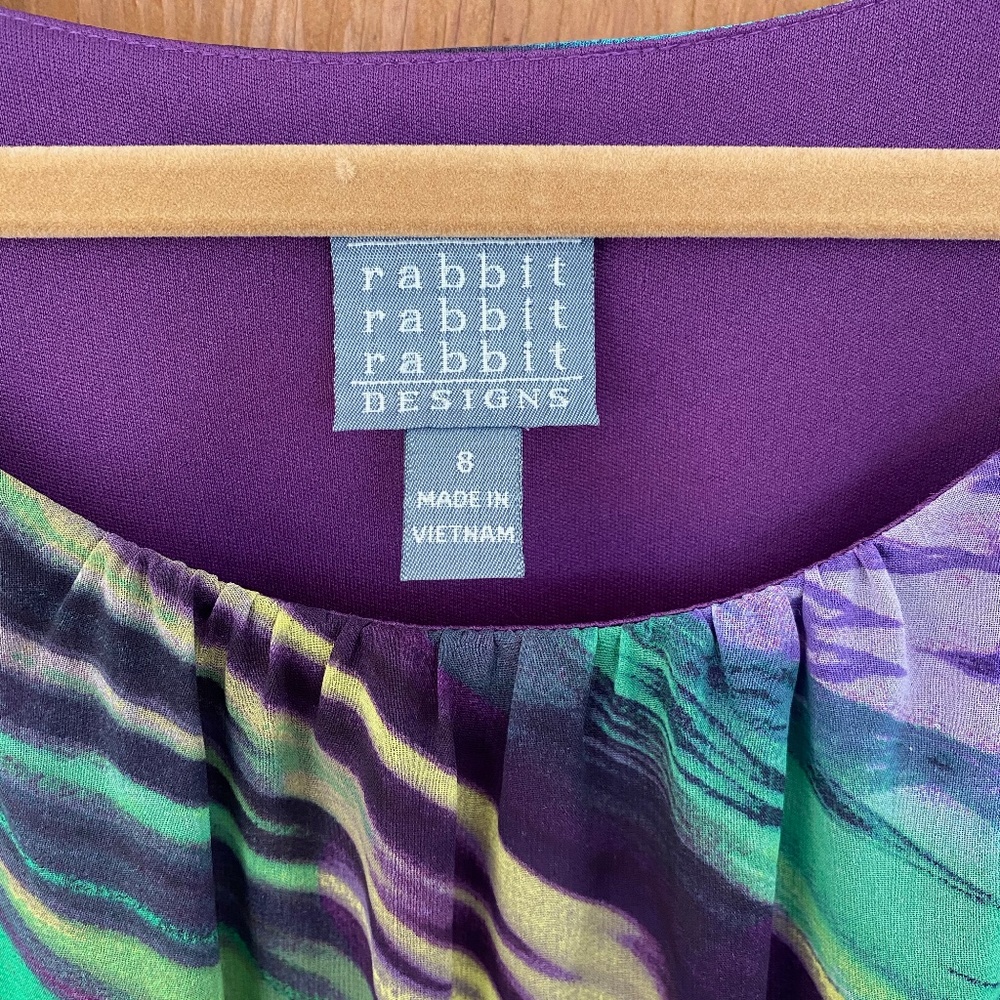 rabbit
rabbit
rabbit
DESIGNS
8
MADE IN
VIETNAM